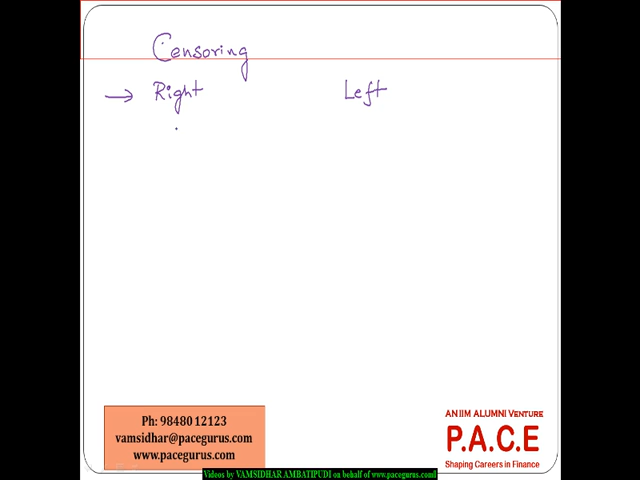 Censoring
→ Right Left
Ph: 98480 12123
vamsidhar@pacegurus.com
www.pacegurus.com
AN IIM ALUMNI VENTURE
P.A.C.E
Shaping Careers in Finance
Videos by VAMSIDHAR AMBATIPUDI on behalf of www.pacegurus.com